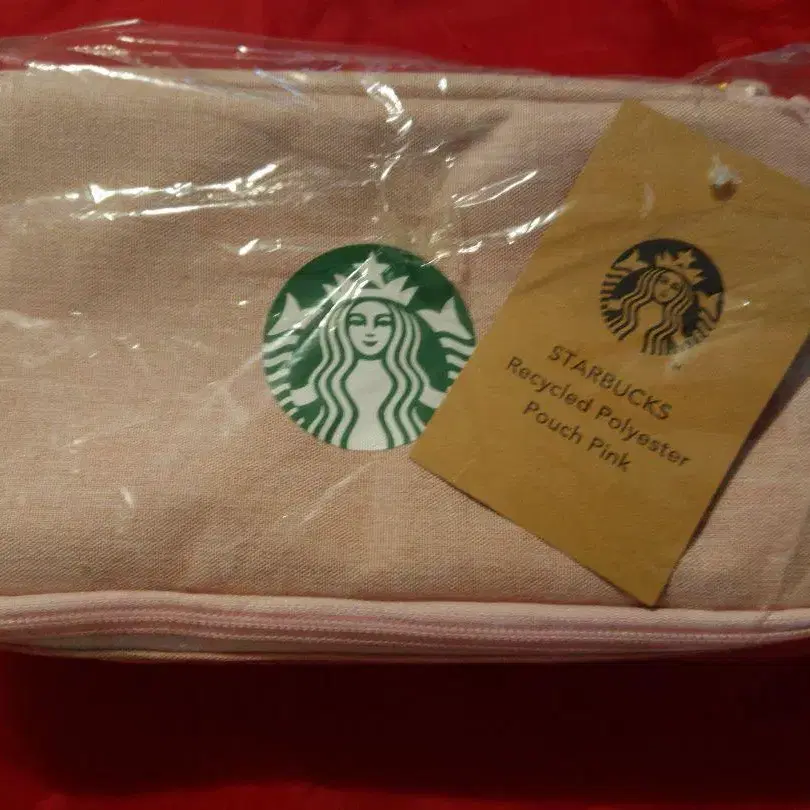 STARBUCKS
Recycled Polyester
Pouch Pink